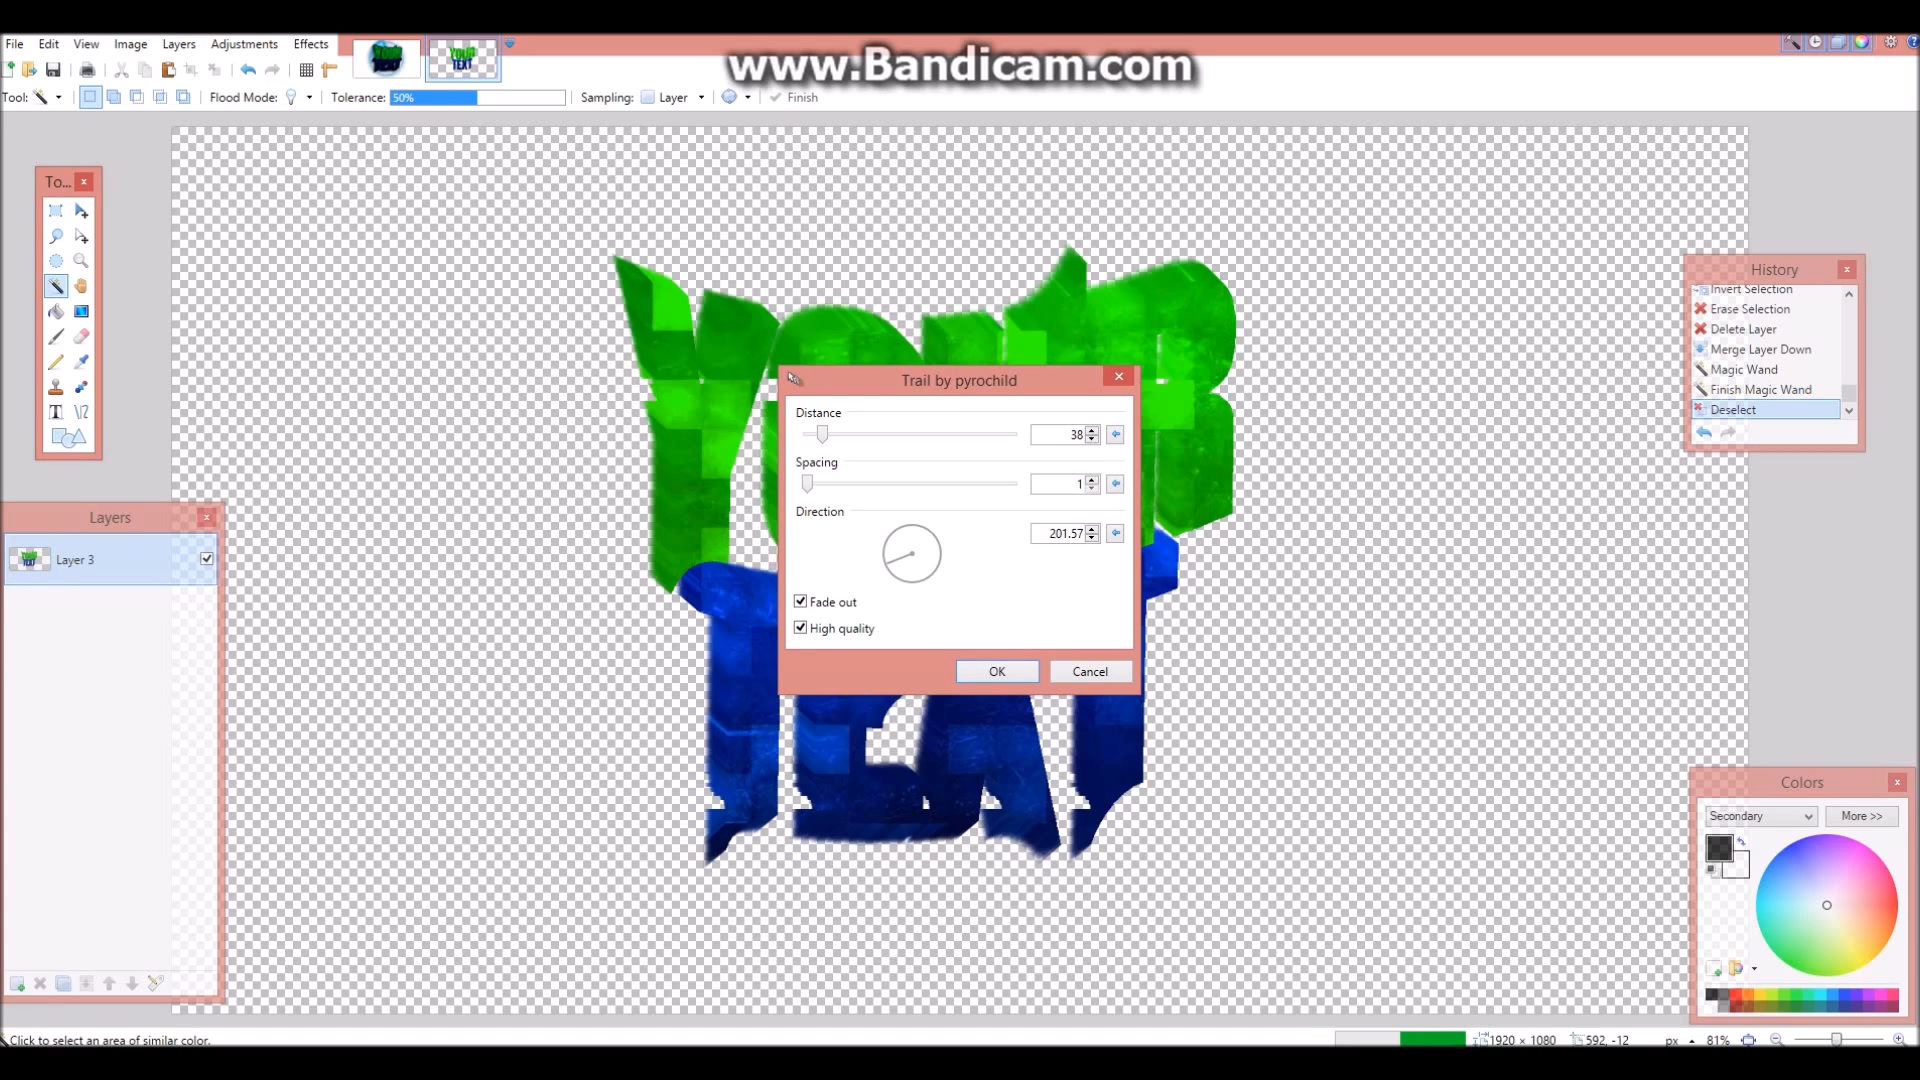 File Edit View Image Layers Adjustments Effects
www.Bandicam.com
Tool: Flood Mode: Tolerance: 50% Sampling: Layer Finish
To...
YOUR
TEXT
Trail by pyrochild
Distance
38
Spacing
1
Direction
201.57
Fade out
High quality
OK Cancel
History
Invert Selection
Erase Selection
Delete Layer
Merge Layer Down
Magic Wand
Finish Magic Wand
Deselect
Layers
Layer 3
Colors
Secondary More >>
Click to select an area of similar color.
1920 × 1080 592, -12 px 81%